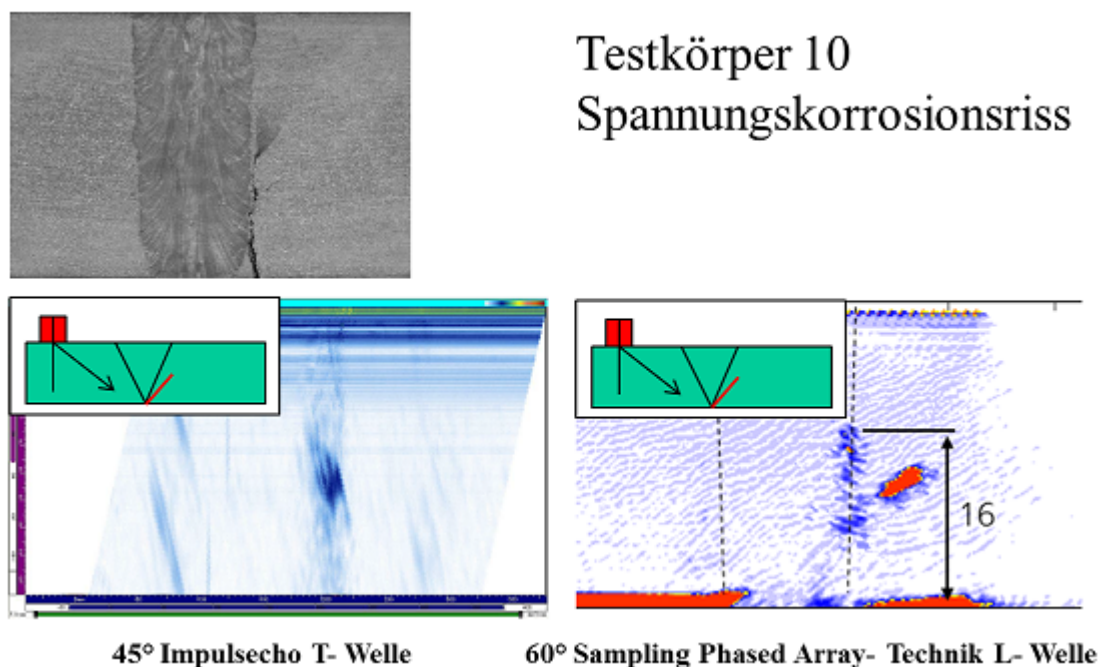 Testkörper 10
Spannungskorrosionsriss
16
45° Impulsecho T- Welle
60° Sampling Phased Array- Technik L- Welle